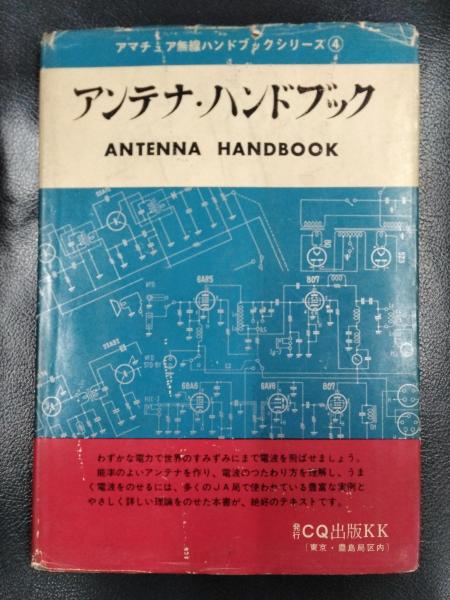 アマチュア無線ハンドブックシリーズ④
アンテナ・ハンドブック
ANTENNA HANDBOOK
6AR5
807
6BA6
6AV6
807
わずかな電力で世界のすみずみにまで電波を飛ばせましょう。
能率のよいアンテナを作り、電波のつたわり方を理解し、うま
く電波をのせるには、多くのJA局で使われている豊富な実例と
やさしく詳しい理論をのせた本書が、絶好のテキストです。
発行 CQ出版KK
〔東京・豊島局区内〕